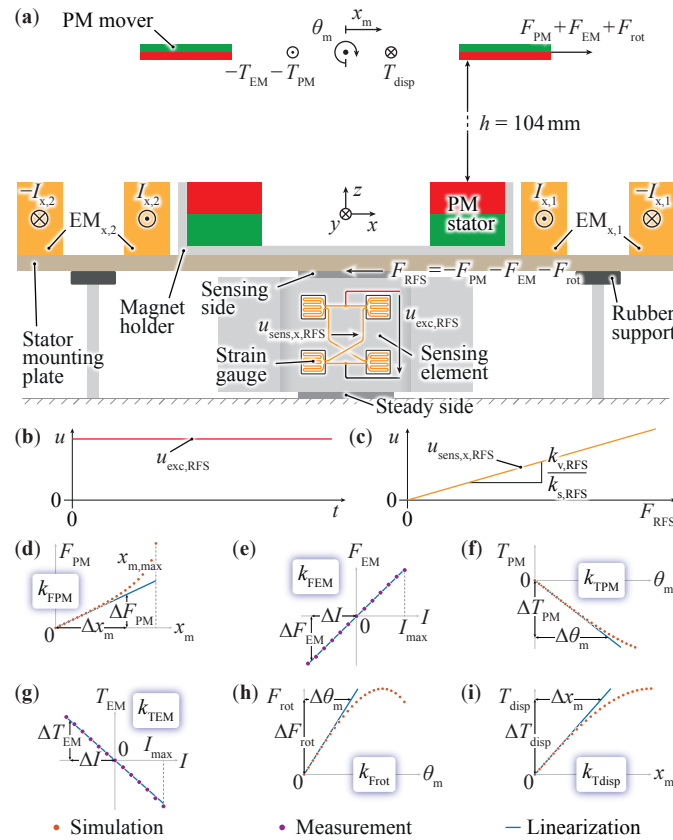 (a)
PM mover
θm
xm
FPM + FEM + Frot
−TEM − TPM
Tdisp
h = 104 mm
−Ix,2
Ix,2
EMx,2
z
y
x
PM
stator
Ix,1
−Ix,1
EMx,1
Sensing
side
FRFS = −FPM − FEM − Frot
Magnet
holder
Rubber
support
Stator
mounting
plate
usens,x,RFS
uexc,RFS
Strain
gauge
Sensing
element
Steady side
(b)
u
uexc,RFS
0
0
t
(c)
u
usens,x,RFS
kv,RFS
ks,RFS
0
0
FRFS
(d)
FPM
xm,max
kFPM
ΔFPM
Δxm
0
xm
(e)
FEM
kFEM
ΔI
0
ΔFEM
Imax
I
(f)
TPM
kTPM
0
θm
ΔTPM
Δθm
(g)
TEM
kTEM
ΔTEM
0
Imax
ΔI
I
(h)
Frot
Δθm
ΔFrot
kFrot
0
θm
(i)
Tdisp
Δxm
ΔTdisp
kTdisp
0
xm
Simulation
Measurement
Linearization